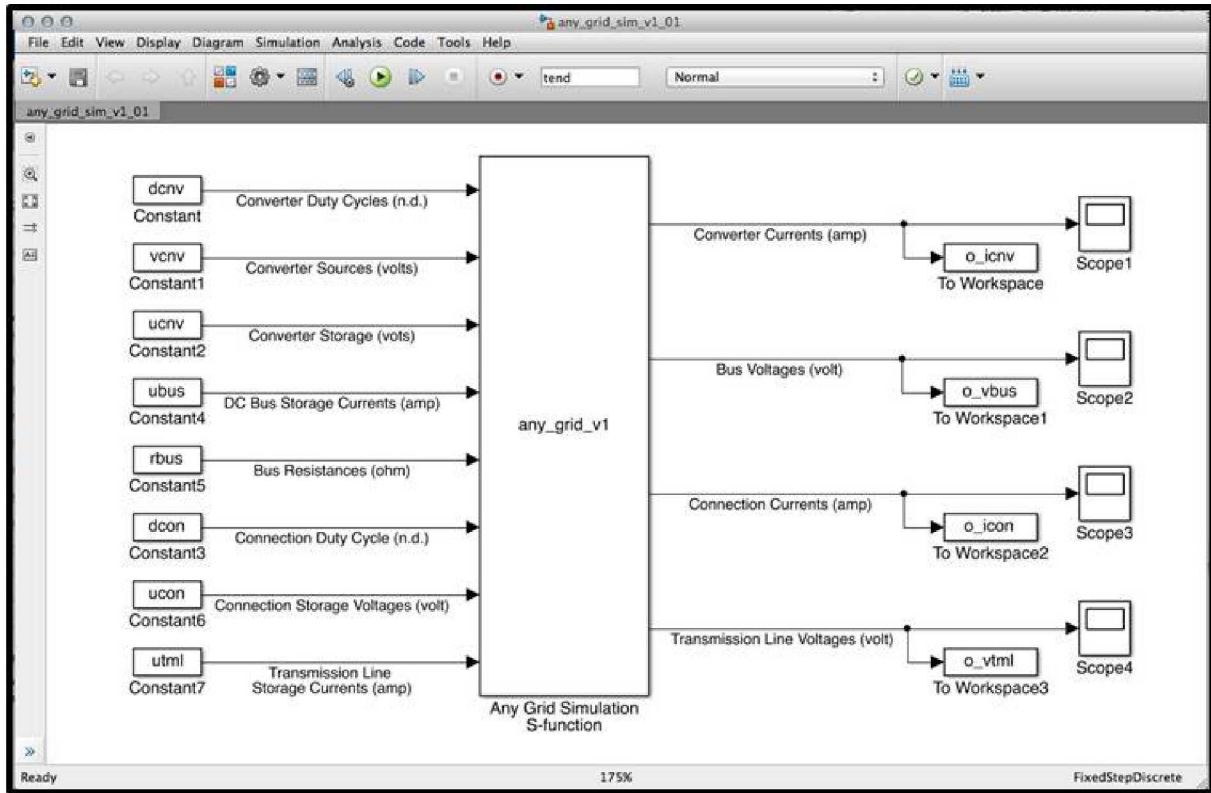 any_grid_sim_v1_01
File Edit View Display Diagram Simulation Analysis Code Tools Help
tend
Normal
any_grid_sim_v1_01
dcnv
Constant
Converter Duty Cycles (n.d.)
vcnv
Constant1
Converter Sources (volts)
ucnv
Constant2
Converter Storage (vots)
ubus
Constant4
DC Bus Storage Currents (amp)
rbus
Constant5
Bus Resistances (ohm)
dcon
Constant3
Connection Duty Cycle (n.d.)
ucon
Constant6
Connection Storage Voltages (volt)
utml
Constant7
Transmission Line
Storage Currents (amp)
any_grid_v1
Any Grid Simulation
S-function
Converter Currents (amp)
o_icnv
To Workspace
Scope1
Bus Voltages (volt)
o_vbus
To Workspace1
Scope2
Connection Currents (amp)
o_icon
To Workspace2
Scope3
Transmission Line Voltages (volt)
o_vtml
To Workspace3
Scope4
Ready
175%
FixedStepDiscrete